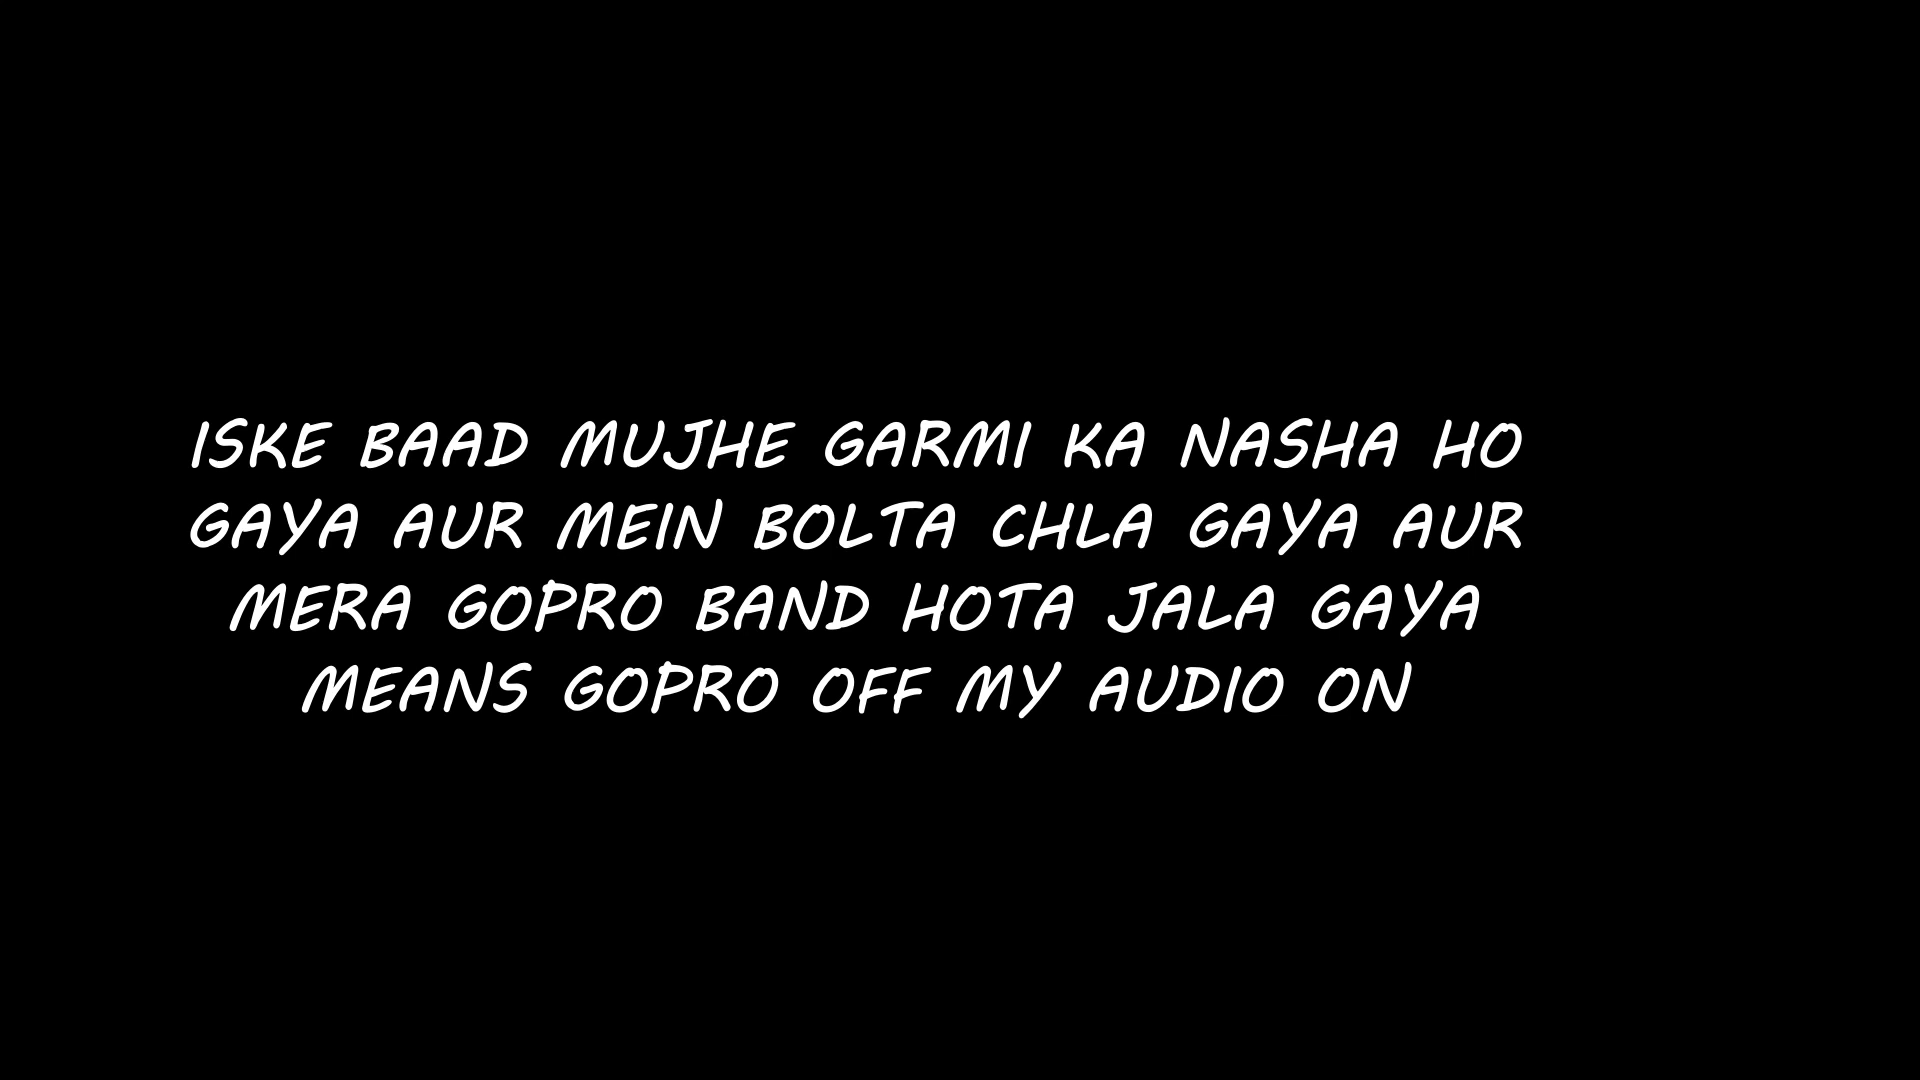 ISKE BAAD MUJHE GARMI KA NASHA HO
GAYA AUR MEIN BOLTA CHLA GAYA AUR
MERA GOPRO BAND HOTA JALA GAYA
MEANS GOPRO OFF MY AUDIO ON